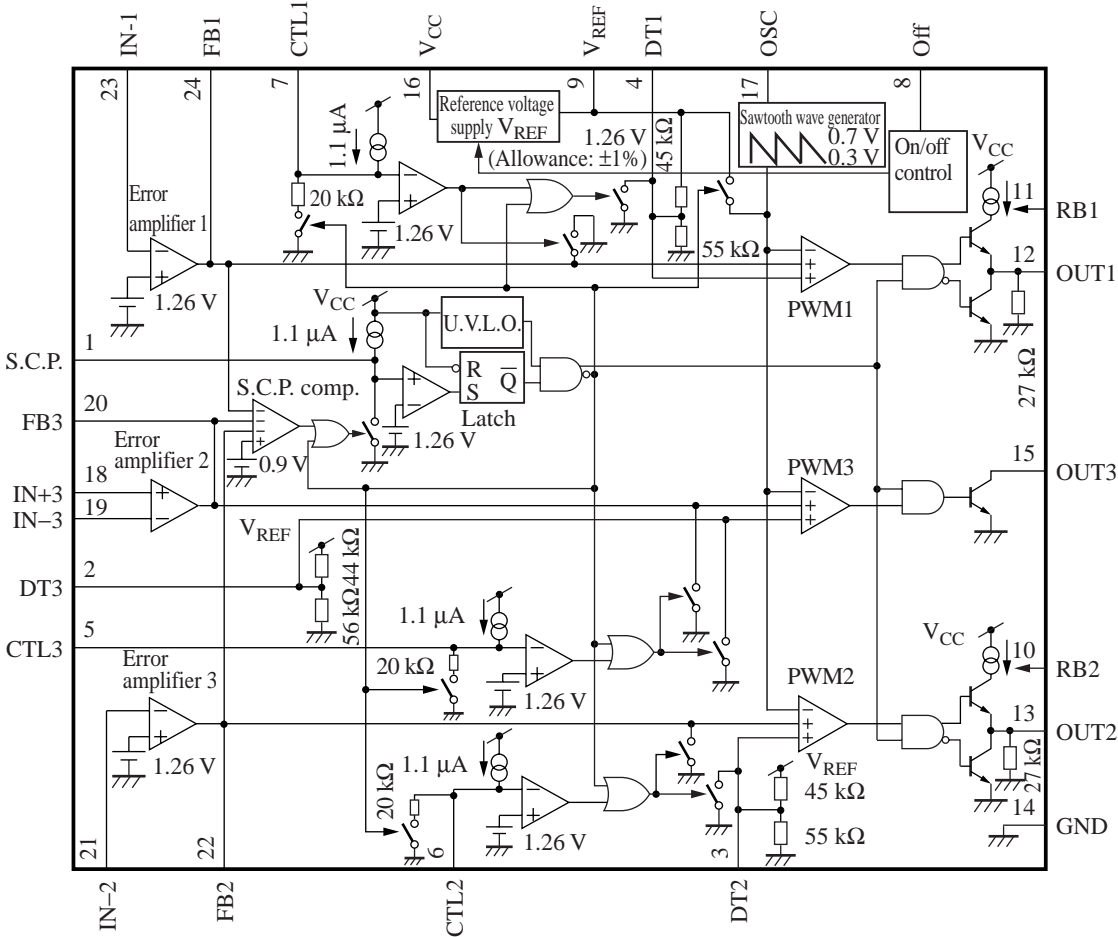 IN-1
FB1
CTL1
VCC
VREF
DT1
OSC
Off
23
24
7
16
9
4
17
8
Reference voltage
supply VREF
1.26 V
(Allowance: ±1%)
Sawtooth wave generator
0.7 V
0.3 V
On/off
control
VCC
11
RB1
1.1 µA
20 kΩ
1.26 V
45 kΩ
55 kΩ
Error
amplifier 1
1.26 V
PWM1
12
OUT1
27 kΩ
VCC
1.1 µA
U.V.L.O.
1
S.C.P.
S.C.P. comp.
R
S
Q
Latch
1.26 V
20
FB3
0.9 V
Error
amplifier 2
18
IN+3
19
IN−3
PWM3
15
OUT3
VREF
44 kΩ
56 kΩ
2
DT3
5
CTL3
1.1 µA
20 kΩ
1.26 V
Error
amplifier 3
1.26 V
PWM2
VCC
10
RB2
13
OUT2
27 kΩ
1.1 µA
20 kΩ
1.26 V
VREF
45 kΩ
55 kΩ
14
GND
21
22
6
3
IN−2
FB2
CTL2
DT2